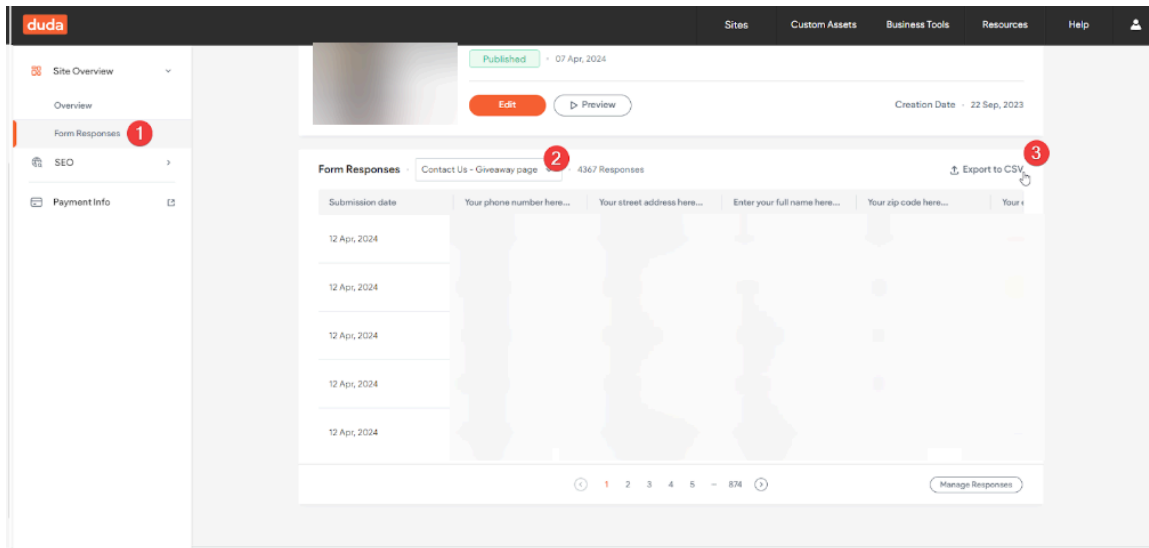 duda
Sites Custom Assets Business Tools Resources Help
Site Overview
Overview
Form Responses 1
SEO
Payment Info
Published · 07 Apr, 2024
Edit Preview Creation Date · 22 Sep, 2023
Form Responses · Contact Us - Giveaway page 2 · 4367 Responses Export to CSV 3
Submission date Your phone number here... Your street address here... Enter your full name here... Your zip code here... Your
12 Apr, 2024
12 Apr, 2024
12 Apr, 2024
12 Apr, 2024
12 Apr, 2024
1 2 3 4 5 – 874 Manage Responses